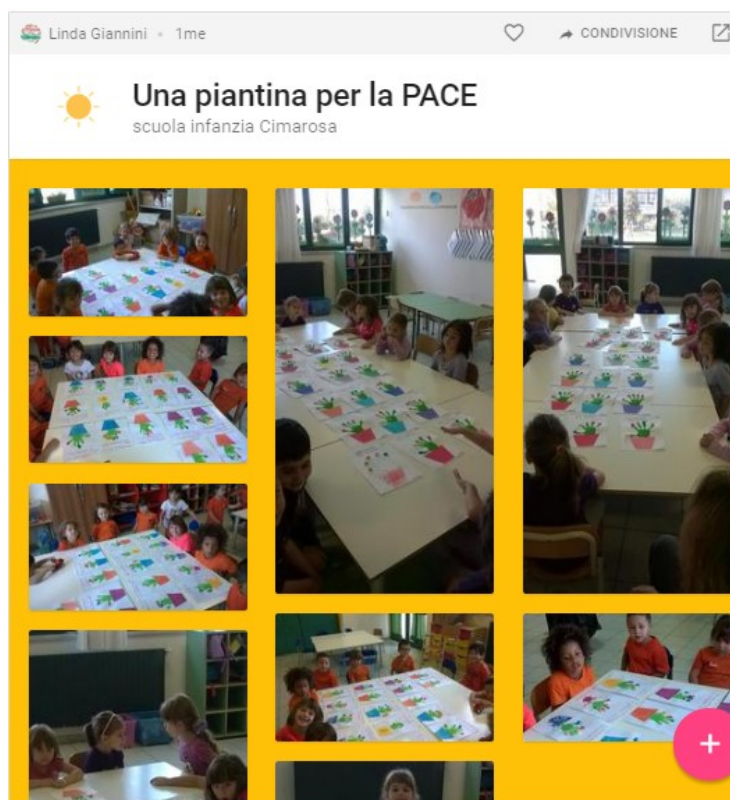 Linda Giannini • 1me
CONDIVISIONE
Una piantina per la PACE
scuola infanzia Cimarosa